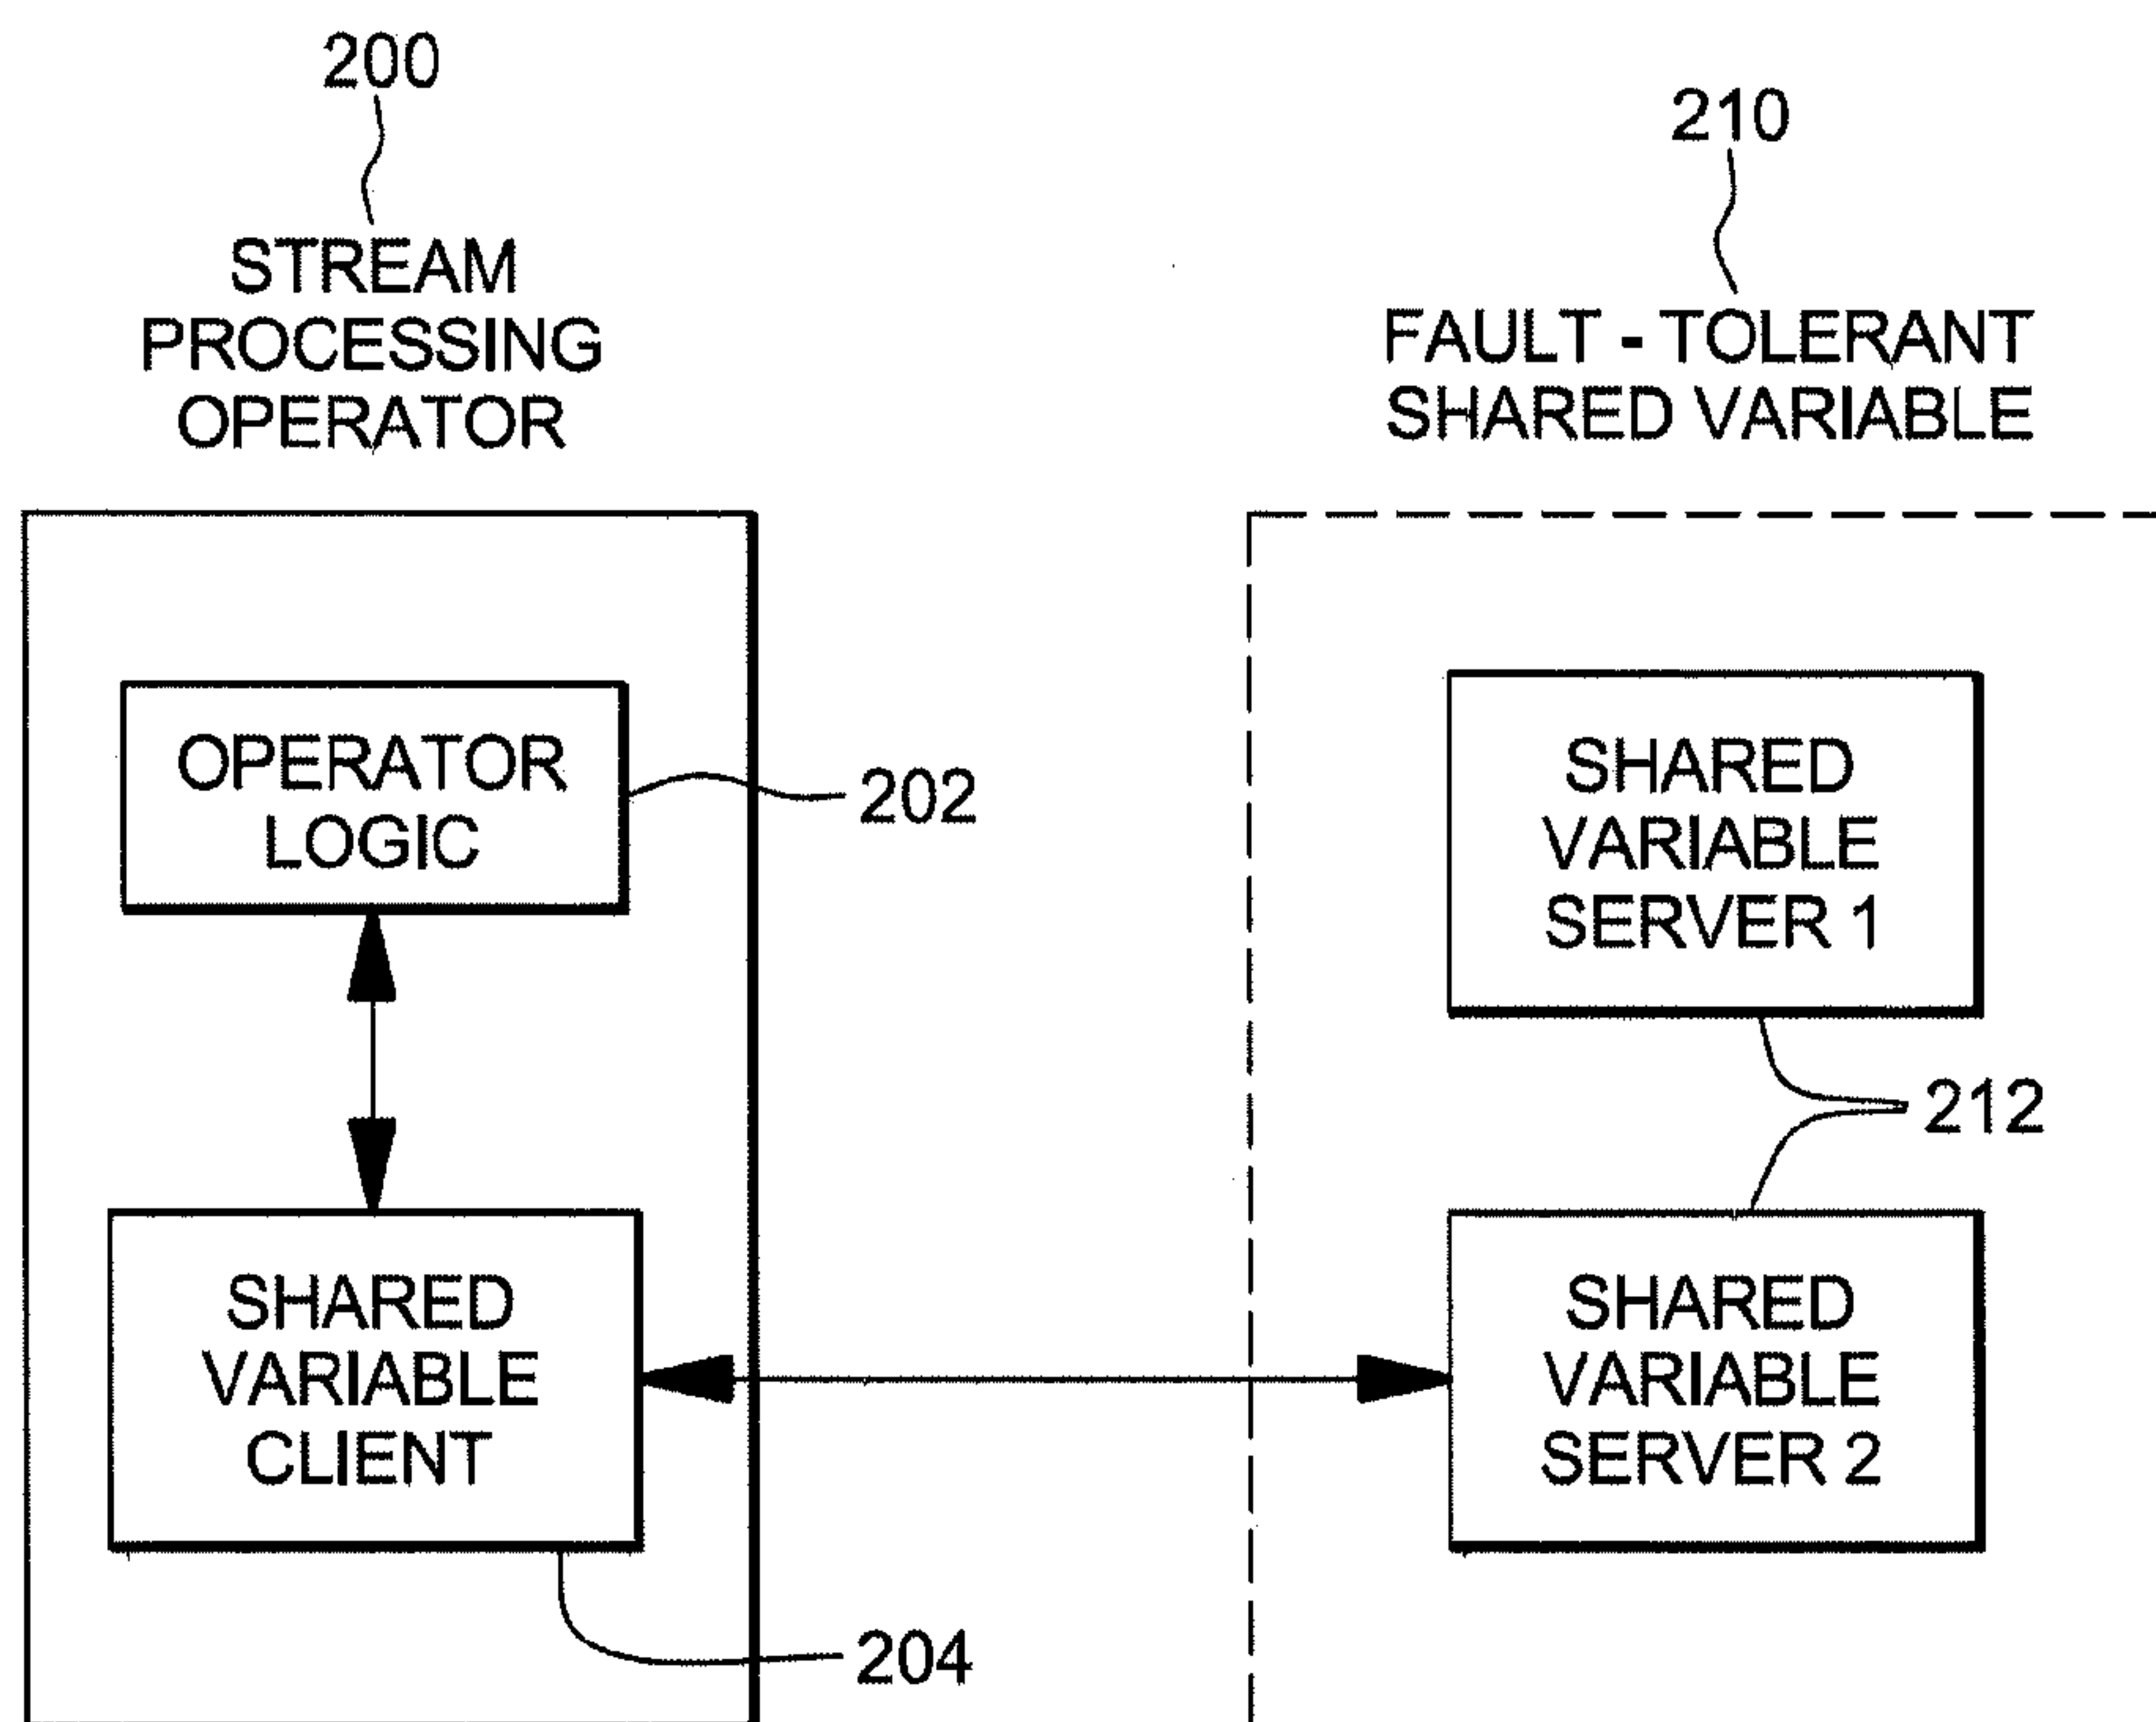 200
STREAM
PROCESSING
OPERATOR
210
FAULT - TOLERANT
SHARED VARIABLE
OPERATOR
LOGIC
202
SHARED
VARIABLE
CLIENT
204
SHARED
VARIABLE
SERVER 1
212
SHARED
VARIABLE
SERVER 2